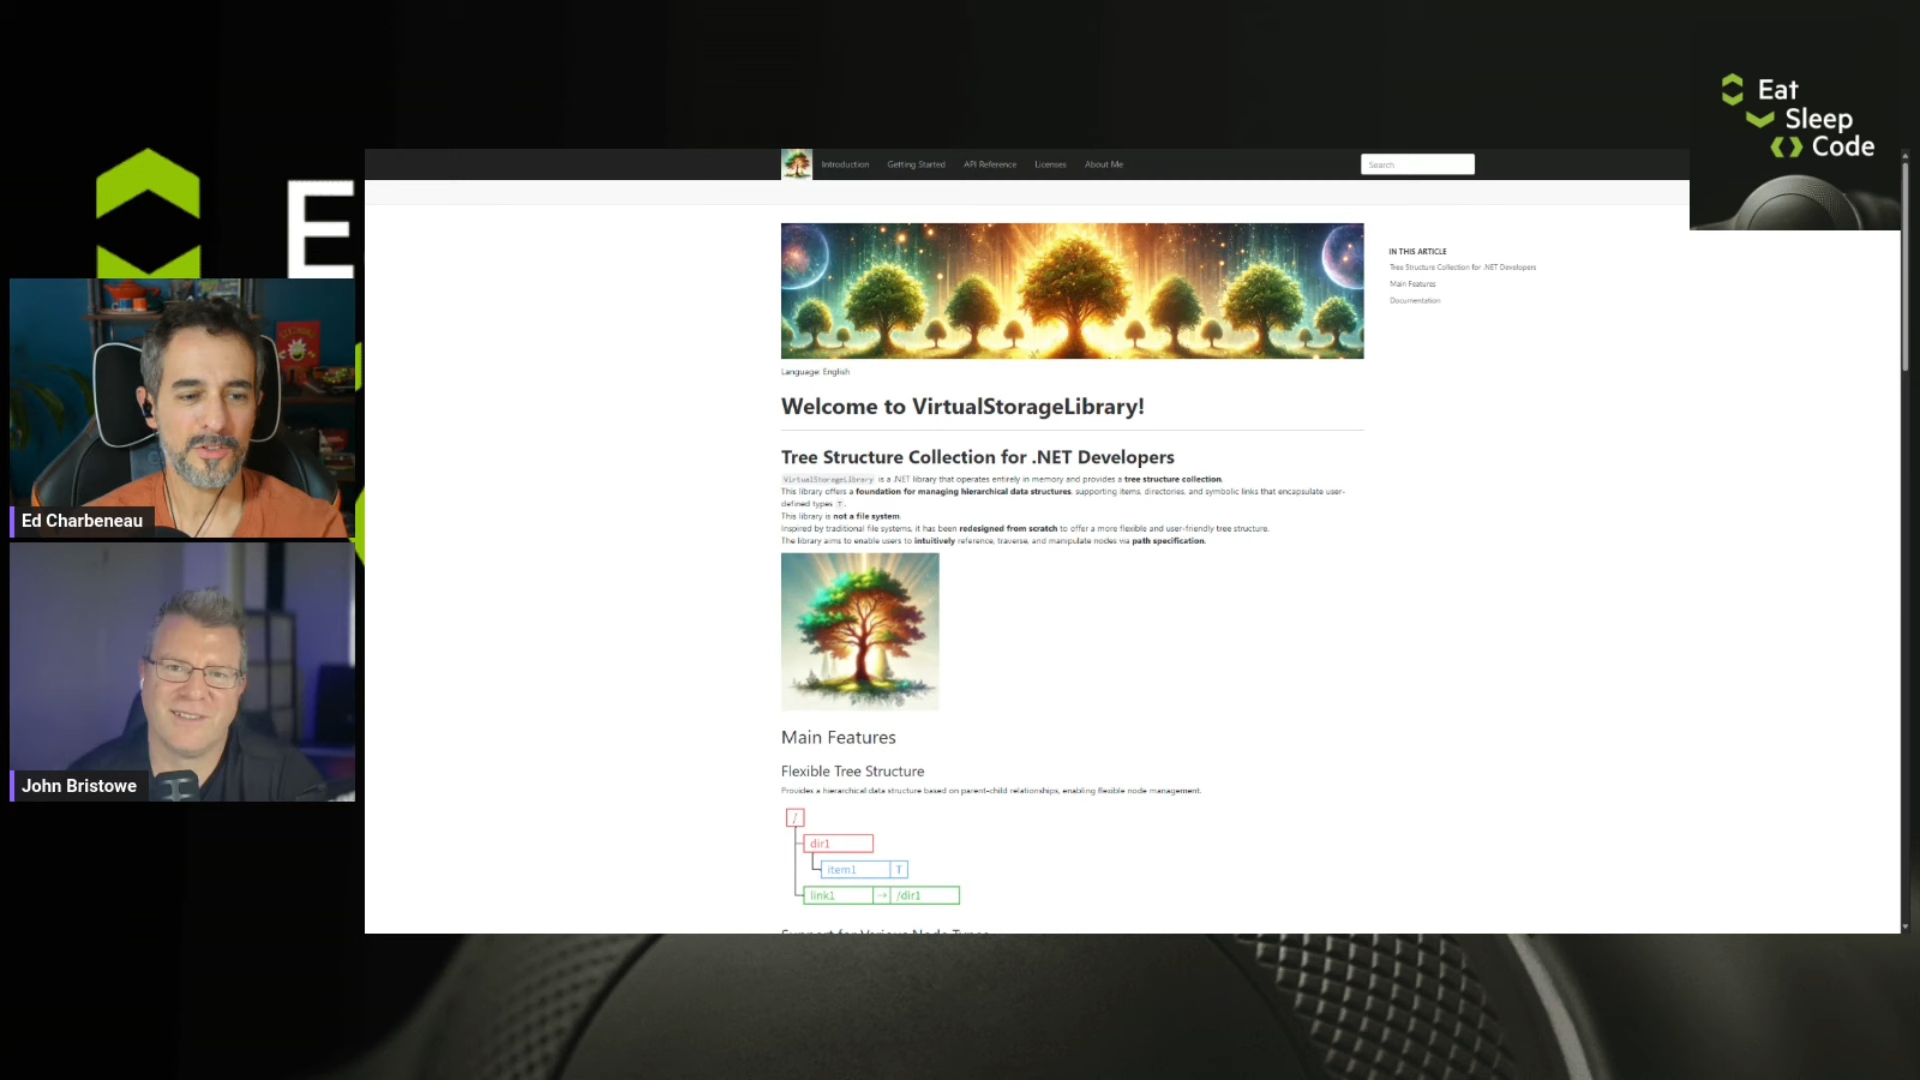 Eat
Sleep
Code
E
Introduction
Getting Started
API Reference
Licenses
About Me
Search
IN THIS ARTICLE
Tree Structure Collection for .NET Developers
Main Features
Documentation
Language: English
Welcome to VirtualStorageLibrary!
Tree Structure Collection for .NET Developers
VirtualStorageLibrary is a .NET library that operates entirely in memory and provides a tree structure collection.
This library offers a foundation for managing hierarchical data structures, supporting items, directories, and symbolic links that encapsulate user-
defined types T.
This library is not a file system.
Inspired by traditional file systems, it has been redesigned from scratch to offer a more flexible and user-friendly tree structure.
The library aims to enable users to intuitively reference, traverse, and manipulate nodes via path specification.
Main Features
Flexible Tree Structure
Provides a hierarchical data structure based on parent-child relationships, enabling flexible node management.
/
dir1
item1 T
link1 → /dir1
Support for Various Node Types
Ed Charbeneau
John Bristowe